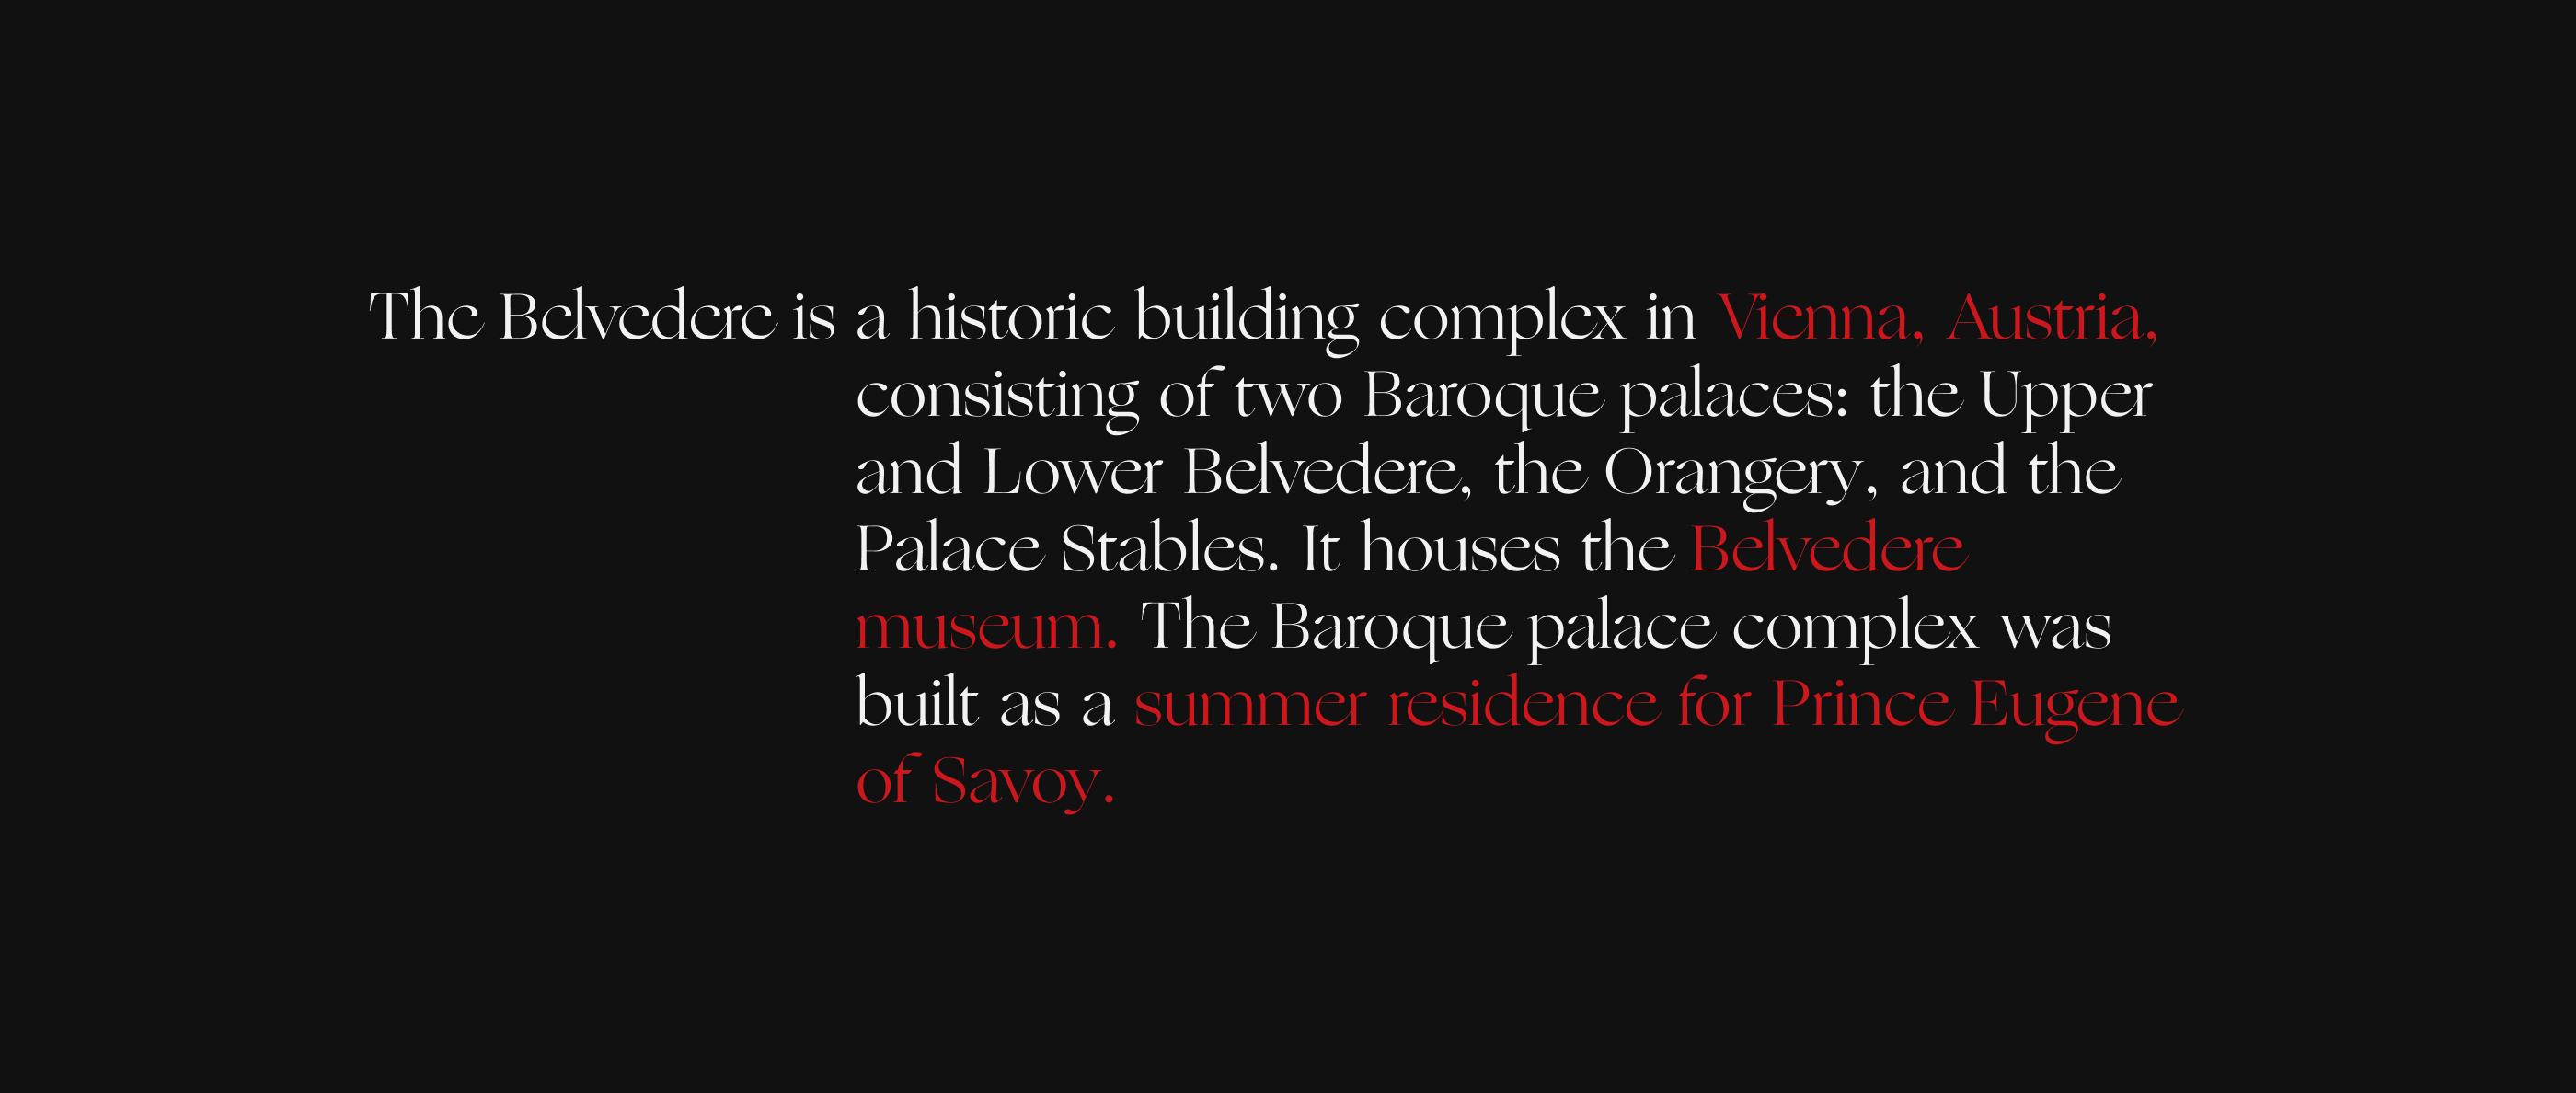 The Belvedere is a historic building complex in Vienna, Austria,
consisting of two Baroque palaces: the Upper
and Lower Belvedere, the Orangery, and the
Palace Stables. It houses the Belvedere
museum. The Baroque palace complex was
built as a summer residence for Prince Eugene
of Savoy.